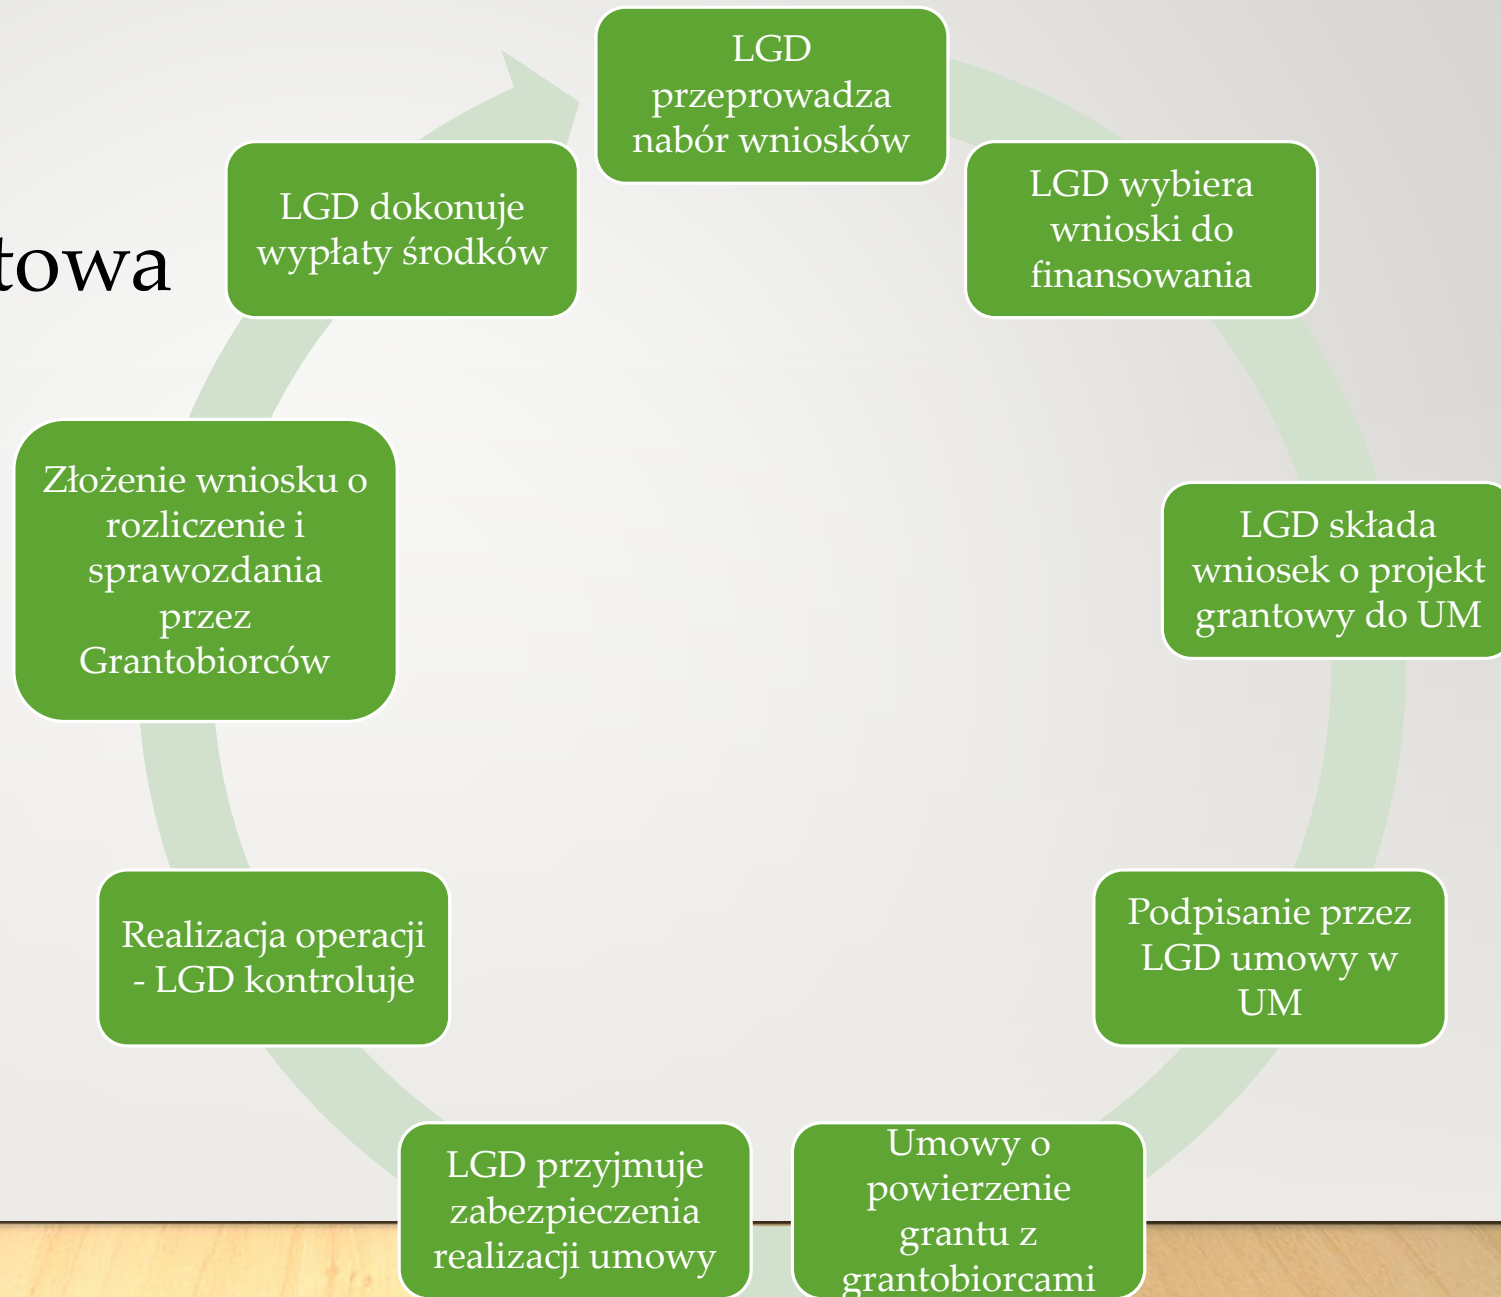 towa
LGD
przeprowadza
nabór wniosków
LGD wybiera
wnioski do
finansowania
LGD składa
wniosek o projekt
grantowy do UM
Podpisanie przez
LGD umowy w
UM
Umowy o
powierzenie
grantu z
grantobiorcami
LGD przyjmuje
zabezpieczenia
realizacji umowy
Realizacja operacji
- LGD kontroluje
Złożenie wniosku o
rozliczenie i
sprawozdania
przez
Grantobiorców
LGD dokonuje
wypłaty środków